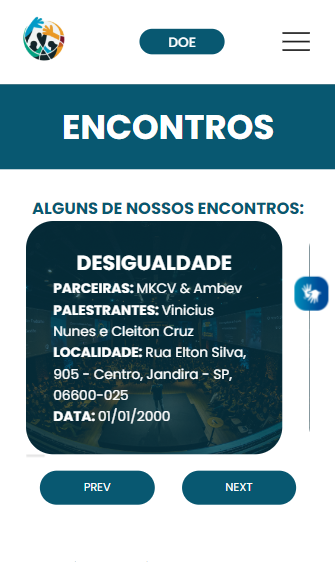 DOE
ENCONTROS
ALGUNS DE NOSSOS ENCONTROS:
DESIGUALDADE
PARCEIRAS: MKCV & Ambev
PALESTRANTES: Vinicius
Nunes e Cleiton Cruz
LOCALIDADE: Rua Elton Silva,
905 - Centro, Jandira - SP,
06600-025
DATA: 01/01/2000
PREV
NEXT